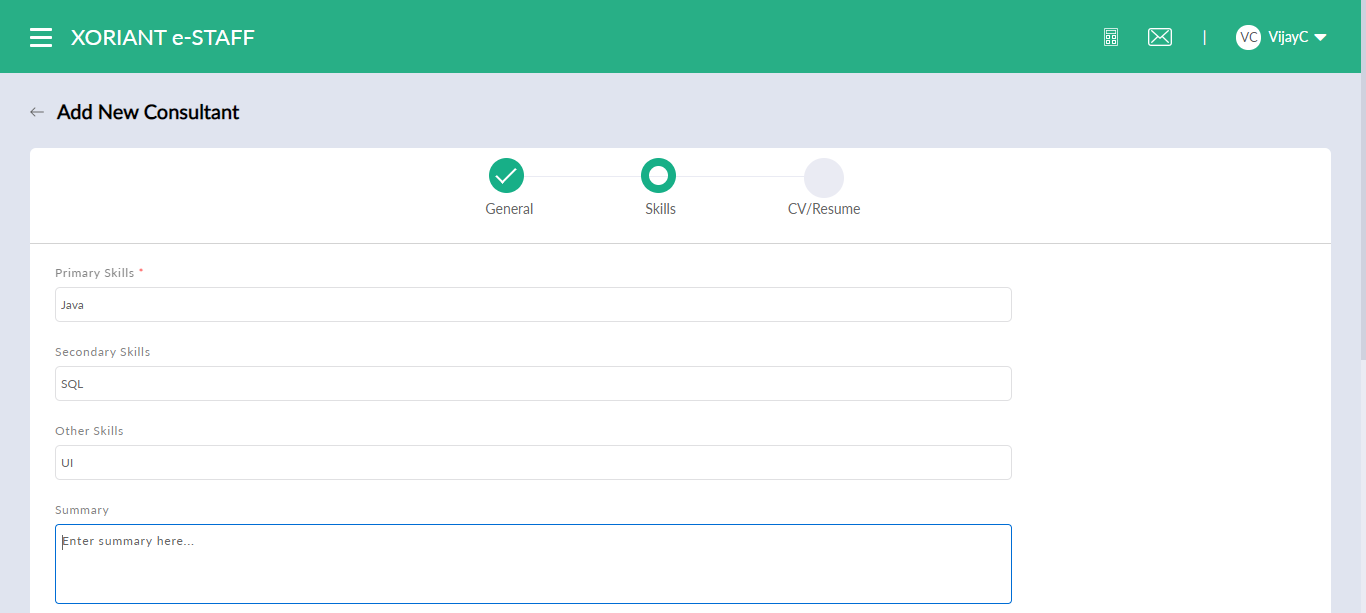 XORIANT e-STAFF
| VC VijayC
Add New Consultant
General Skills CV/Resume
Primary Skills *
Java
Secondary Skills
SQL
Other Skills
UI
Summary
Enter summary here...